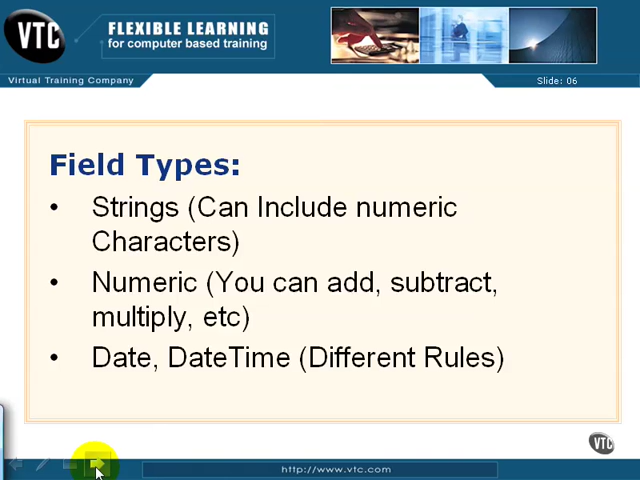 VTC
FLEXIBLE LEARNING
for computer based training
Virtual Training Company
Slide: 06
Field Types:
• Strings (Can Include numeric
Characters)
• Numeric (You can add, subtract,
multiply, etc)
• Date, DateTime (Different Rules)
VTC
http://www.vtc.com